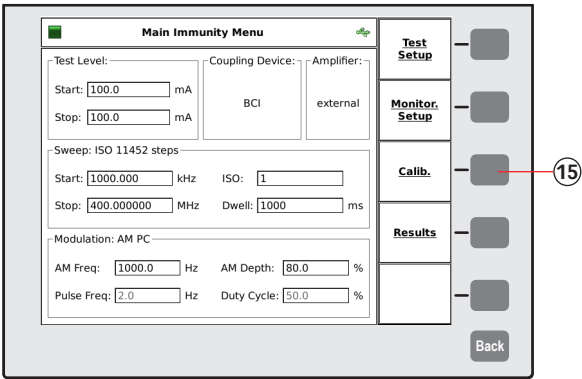 Main Immunity Menu
Test Level:
Start: 100.0 mA
Stop: 100.0 mA
Coupling Device:
BCI
Amplifier:
external
Sweep: ISO 11452 steps
Start: 1000.000 kHz ISO: 1
Stop: 400.000000 MHz Dwell: 1000 ms
Modulation: AM PC
AM Freq: 1000.0 Hz AM Depth: 80.0 %
Pulse Freq: 2.0 Hz Duty Cycle: 50.0 %
Test
Setup
Monitor.
Setup
Calib.
15
Results
Back